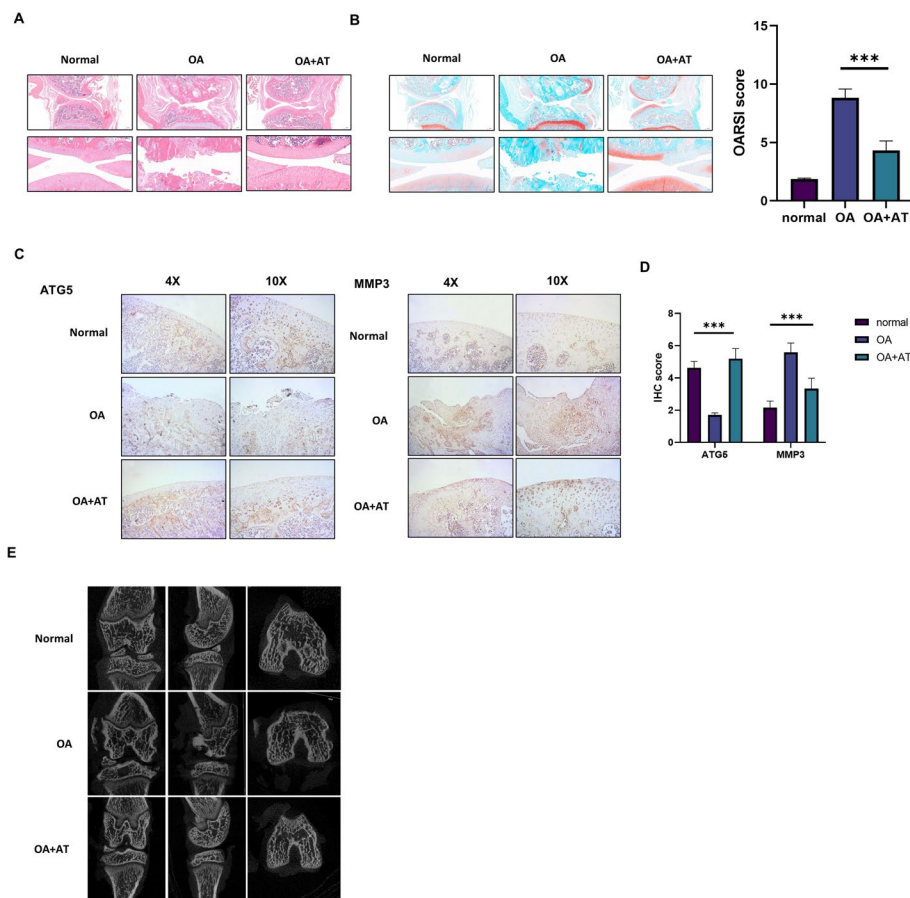 A
Normal
OA
OA+AT
B
Normal
OA
OA+AT
OARSI score
15
10
5
0
***
normal
OA
OA+AT
C
ATG5
4X
10X
Normal
OA
OA+AT
MMP3
4X
10X
Normal
OA
OA+AT
D
IHC score
8
6
4
2
0
***
***
ATG5
MMP3
normal
OA
OA+AT
E
Normal
OA
OA+AT